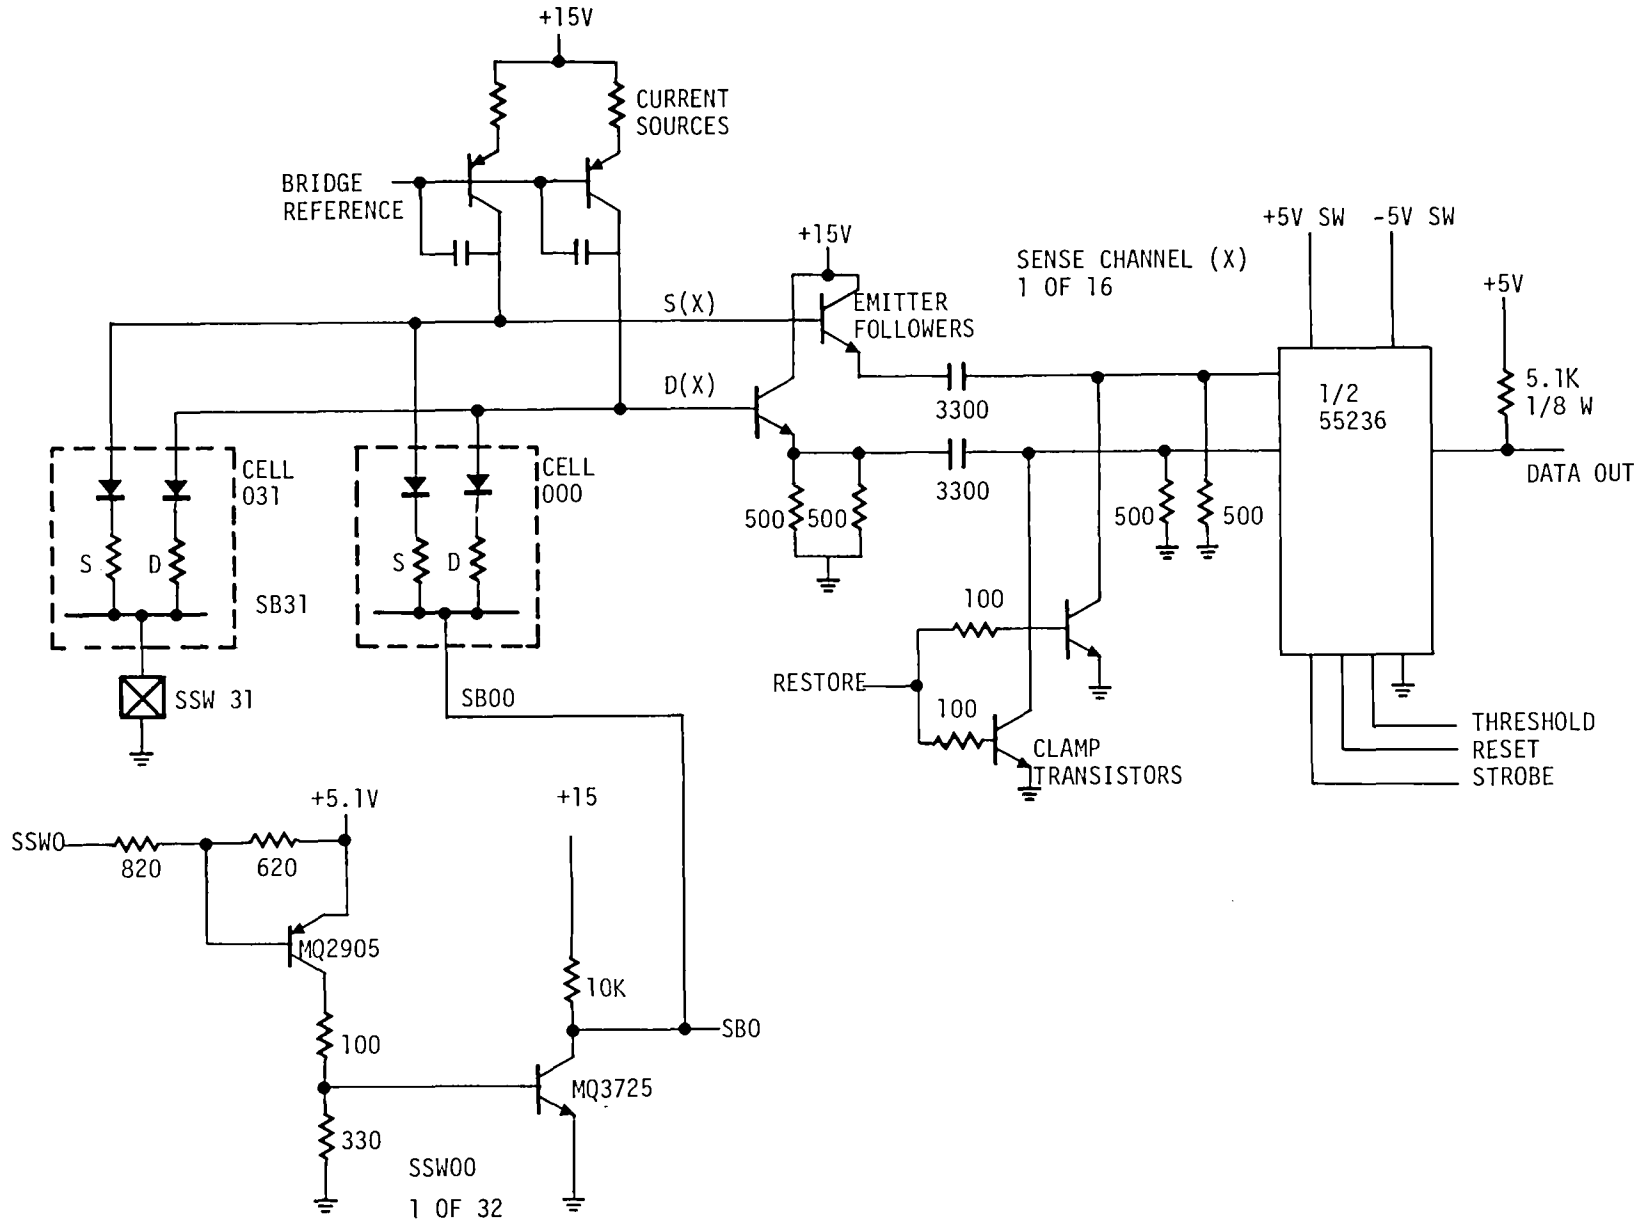 +15V
CURRENT
SOURCES
BRIDGE
REFERENCE
+15V
EMITTER
FOLLOWERS
SENSE CHANNEL (X)
1 OF 16
+5V SW
-5V SW
+5V
S(X)
D(X)
3300
3300
500
500
500
500
1/2
55236
5.1K
1/8 W
DATA OUT
CELL
031
CELL
000
S
D
S
D
SB31
SSW 31
SB00
100
RESTORE
100
CLAMP
TRANSISTORS
THRESHOLD
RESET
STROBE
+5.1V
+15
SSW0
820
620
MQ2905
10K
100
SB0
MQ3725
330
SSW00
1 OF 32